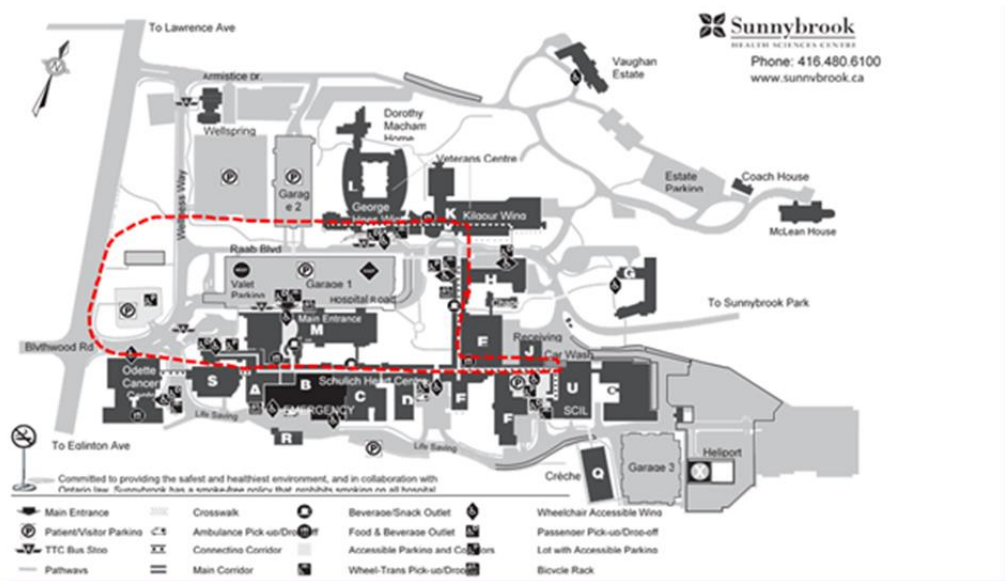 To Lawrence Ave
Sunnybrook
HEALTH SCIENCES CENTRE
Phone: 416.480.6100
www.sunnybrook.ca
Vaughan
Estate
Armistice Dr.
Wellspring
Dorothy
Macham
Home
Veterans Centre
Garag
e 2
L
George
Hees Wing
K Kilgour Wing
Estate
Parking
Coach House
McLean House
Wellness Way
Raab Blvd
Valet
Parking
Garage 1
Hospital Road
H
G
To Sunnybrook Park
Main Entrance
M
E
Receiving
J
Car Wash
Blythwood Rd
Odette
Cancer
Centre
S
A
B
Schulich Heart Centre
EMERGENCY
C
D
E
F
U
SCIL
C
Life Saving
R
Life Saving
To Eglinton Ave
Crèche
Q
Garage 3
Heliport
Committed to providing the safest and healthiest environment, and in collaboration with
Ontario law, Sunnybrook has a smoke-free policy that prohibits smoking on all hospital
Main Entrance
Crosswalk
Beverage/Snack Outlet
Wheelchair Accessible Wing
Patient/Visitor Parking
Ambulance Pick-up/Drop-off
Food & Beverage Outlet
Passenger Pick-up/Drop-off
TTC Bus Stop
Connecting Corridor
Accessible Parking and Co
Lot with Accessible Parking
Pathways
Main Corridor
Wheel-Trans Pick-up/Drop
Bicycle Rack